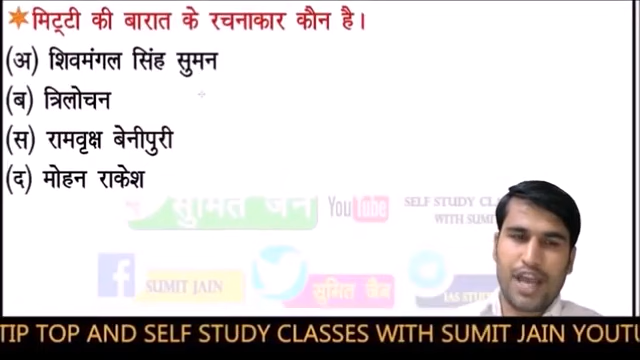 मिट्टी की बारात के रचनाकार कौन है।
(अ) शिवमंगल सिंह सुमन
(ब) त्रिलोचन
(स) रामवृक्ष बेनीपुरी
(द) मोहन राकेश
सुमित जैन
YouTube
SELF STUDY CLASSES
WITH SUMIT
SUMIT JAIN
सुमित जैन
IAS STUDY
TIP TOP AND SELF STUDY CLASSES WITH SUMIT JAIN YOUT